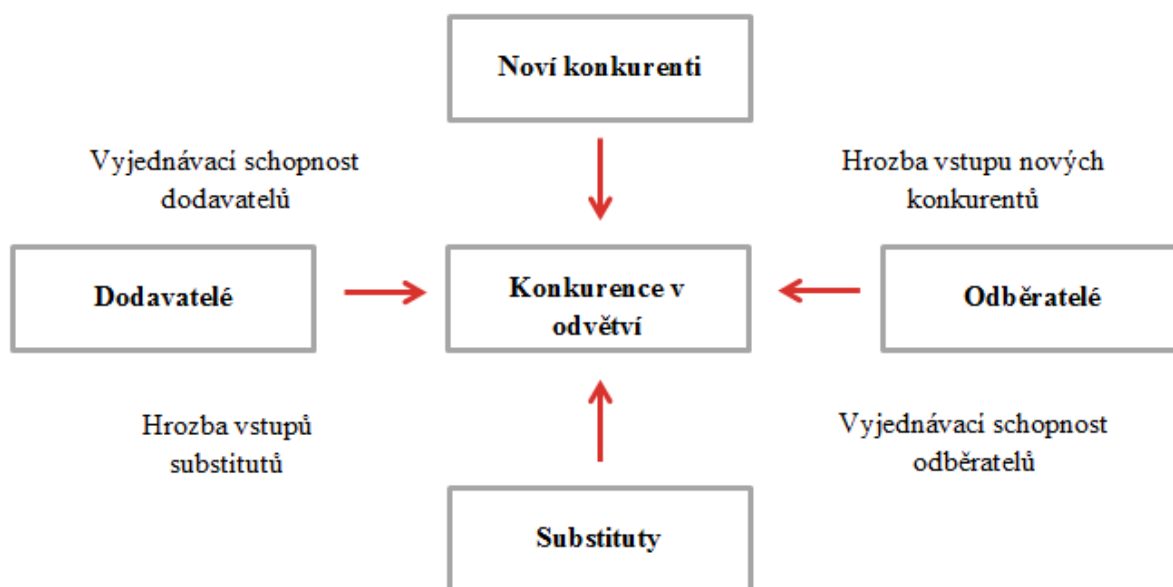 Noví konkurenti
Vyjednávací schopnost
dodavatelů
Hrozba vstupu nových
konkurentů
Dodavatelé
Konkurence v
odvětví
Odběratelé
Hrozba vstupů
substitutů
Vyjednávací schopnost
odběratelů
Substituty